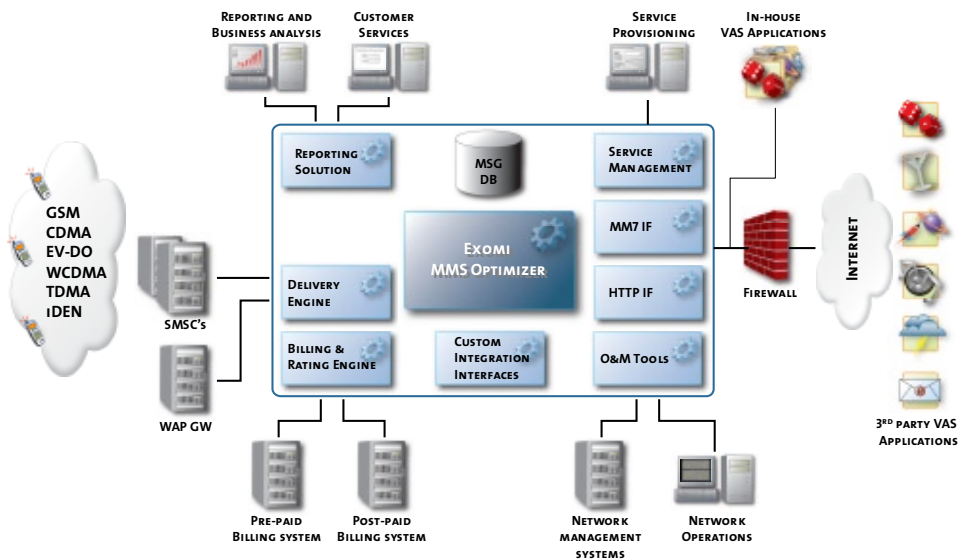 Reporting and
Business analysis
Customer
Services
Service
Provisioning
In-house
VAS Applications
Reporting
Solution
MSG
DB
Service
Management
GSM
CDMA
EV-DO
WCDMA
TDMA
iDEN
MM7 IF
Exomi
MMS Optimizer
Internet
Delivery
Engine
HTTP IF
Firewall
SMSC's
Billing &
Rating Engine
Custom
Integration
Interfaces
O&M Tools
WAP GW
3RD party VAS
Applications
Pre-paid
Billing system
Post-paid
Billing system
Network
management
systems
Network
Operations